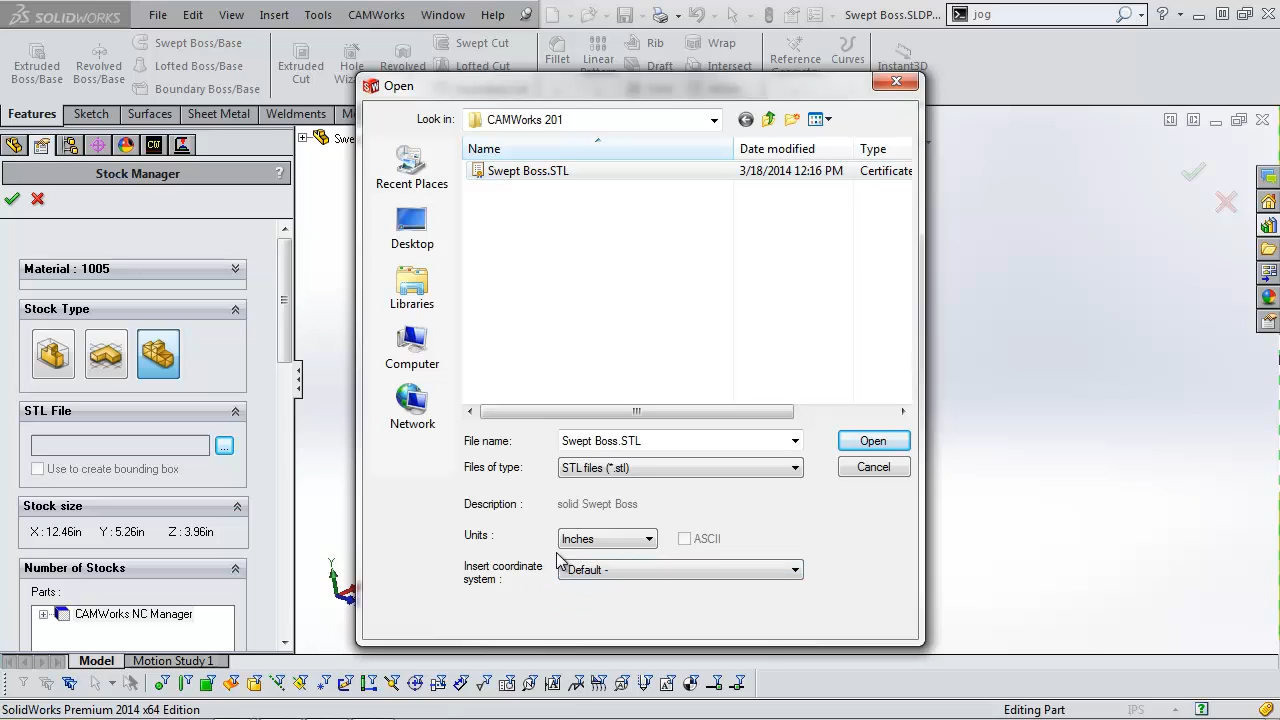 SOLIDWORKS
File Edit View Insert Tools CAMWorks Window Help
Swept Boss.SLDP...
jog
Extruded Boss/Base
Revolved Boss/Base
Swept Boss/Base
Lofted Boss/Base
Boundary Boss/Base
Extruded Cut
Hole
Revolved
Swept Cut
Lofted Cut
Fillet
Linear
Rib
Draft
Wrap
Intersect
Reference
Curves
Instant3D
Features Sketch Surfaces Sheet Metal Weldments
Stock Manager ?
Material : 1005
Stock Type
STL File
...
Use to create bounding box
Stock size
X : 12.46in Y : 5.26in Z : 3.96in
Number of Stocks
Parts :
CAMWorks NC Manager
Open
Look in: CAMWorks 201
Name Date modified Type
Swept Boss.STL 3/18/2014 12:16 PM Certificate
Recent Places
Desktop
Libraries
Computer
Network
File name: Swept Boss.STL Open
Files of type: STL files (*.stl) Cancel
Description : solid Swept Boss
Units : Inches ASCII
Insert coordinate system : Default -
Y
Model Motion Study 1
SolidWorks Premium 2014 x64 Edition Editing Part IPS ?